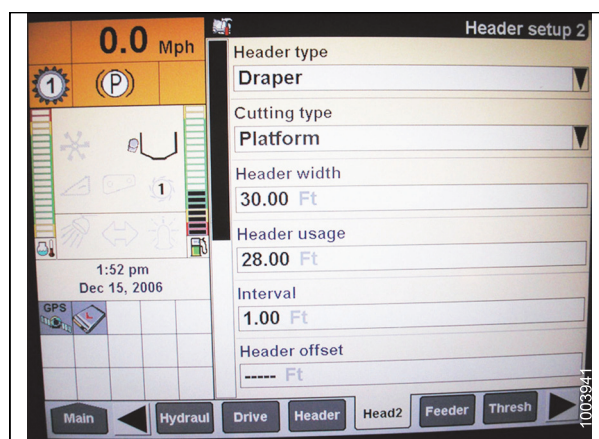 0.0 Mph
Header setup 2
1
(P)
1
1:52 pm
Dec 15, 2006
GPS
Header type
Draper
Cutting type
Platform
Header width
30.00 Ft
Header usage
28.00 Ft
Interval
1.00 Ft
Header offset
----- Ft
Main
Hydraul
Drive
Header
Head2
Feeder
Thresh
1003941